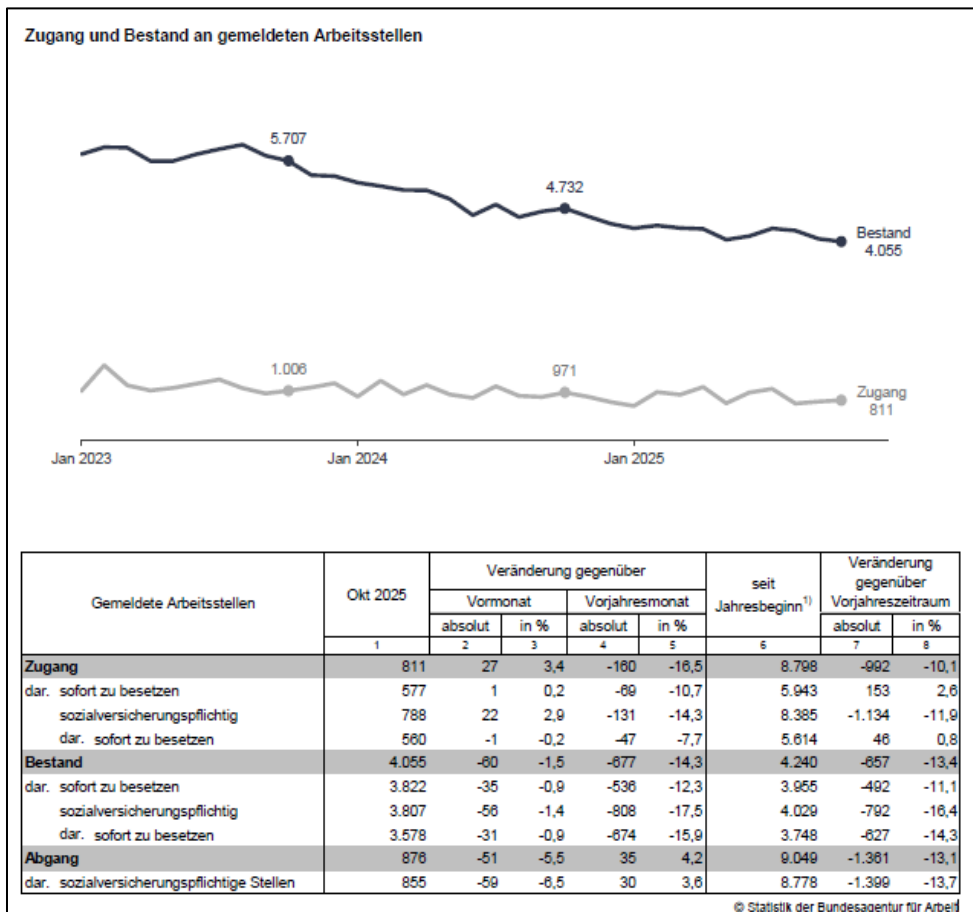 Zugang und Bestand an gemeldeten Arbeitsstellen
5.707
4.732
Bestand
4.055
1.006
971
Zugang
811
Jan 2023 Jan 2024 Jan 2025
Gemeldete Arbeitsstellen Okt 2025 Veränderung gegenüber seit Jahresbeginn¹⁾ Veränderung gegenüber Vorjahreszeitraum
Vormonat Vorjahresmonat
absolut in % absolut in % absolut in %
1 2 3 4 5 6 7 8
Zugang 811 27 3,4 -160 -16,5 8.798 -992 -10,1
dar. sofort zu besetzen 577 1 0,2 -69 -10,7 5.943 153 2,6
sozialversicherungspflichtig 788 22 2,9 -131 -14,3 8.385 -1.134 -11,9
dar. sofort zu besetzen 560 -1 -0,2 -47 -7,7 5.614 46 0,8
Bestand 4.055 -60 -1,5 -677 -14,3 4.240 -657 -13,4
dar. sofort zu besetzen 3.822 -35 -0,9 -536 -12,3 3.955 -492 -11,1
sozialversicherungspflichtig 3.807 -56 -1,4 -808 -17,5 4.029 -792 -16,4
dar. sofort zu besetzen 3.578 -31 -0,9 -674 -15,9 3.748 -627 -14,3
Abgang 876 -51 -5,5 35 4,2 9.049 -1.361 -13,1
dar. sozialversicherungspflichtige Stellen 855 -59 -6,5 30 3,6 8.778 -1.399 -13,7
© Statistik der Bundesagentur für Arbeit